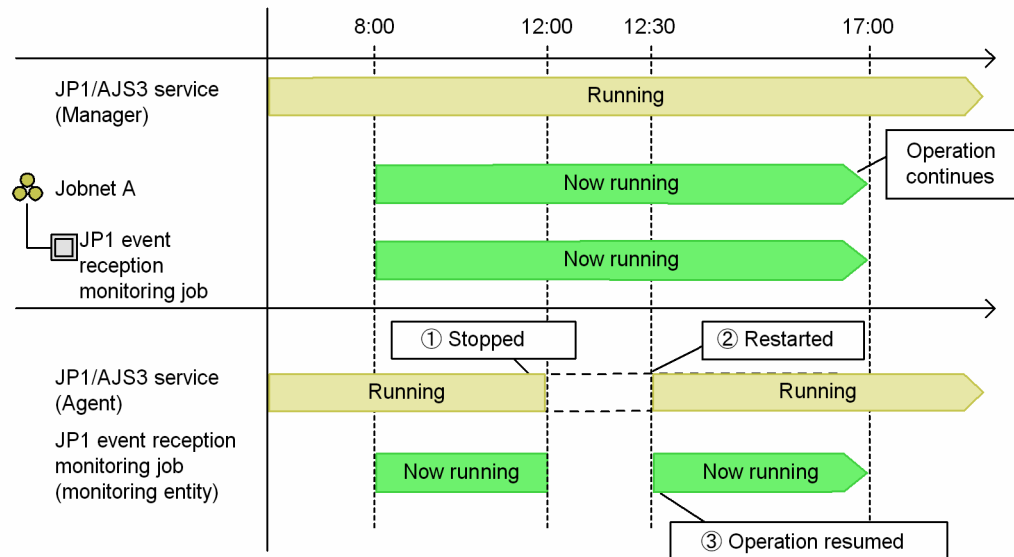 8:00 12:00 12:30 17:00
JP1/AJS3 service
(Manager)
Running
Operation
continues
Jobnet A
Now running
JP1 event
reception
monitoring job
Now running
① Stopped
② Restarted
JP1/AJS3 service
(Agent)
Running
Running
JP1 event reception
monitoring job
(monitoring entity)
Now running
Now running
③ Operation resumed